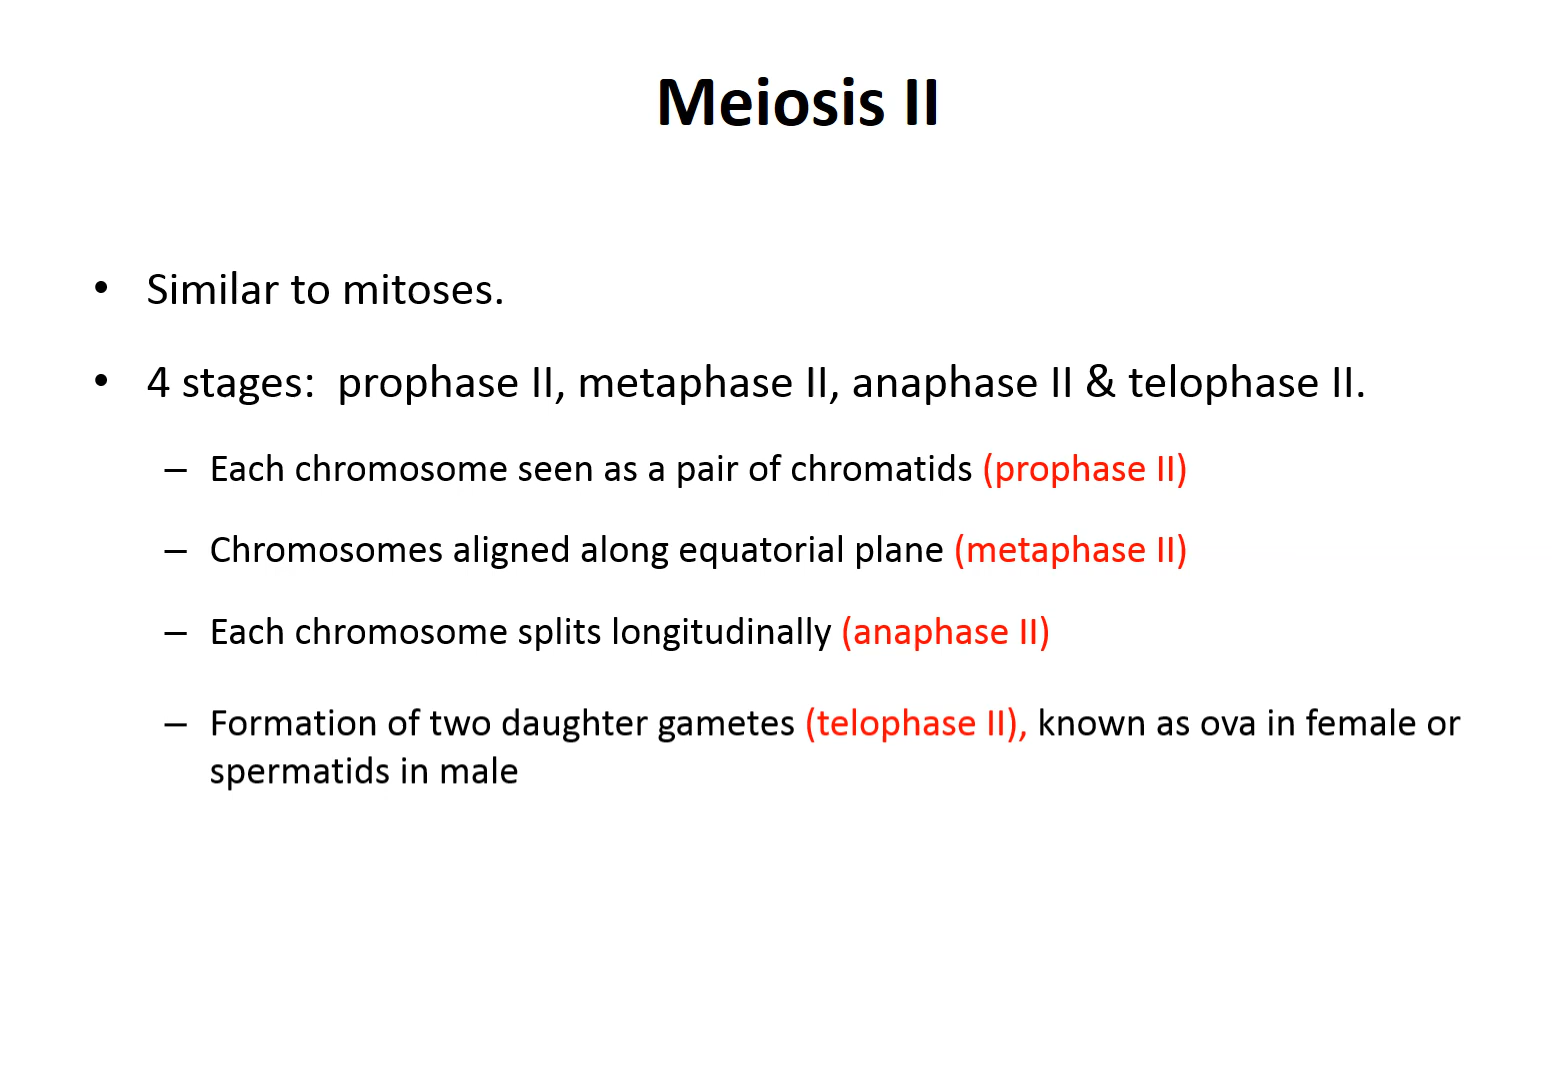 Meiosis II
• Similar to mitoses.
• 4 stages:  prophase II, metaphase II, anaphase II & telophase II.
– Each chromosome seen as a pair of chromatids (prophase II)
– Chromosomes aligned along equatorial plane (metaphase II)
– Each chromosome splits longitudinally (anaphase II)
– Formation of two daughter gametes (telophase II), known as ova in female or
spermatids in male